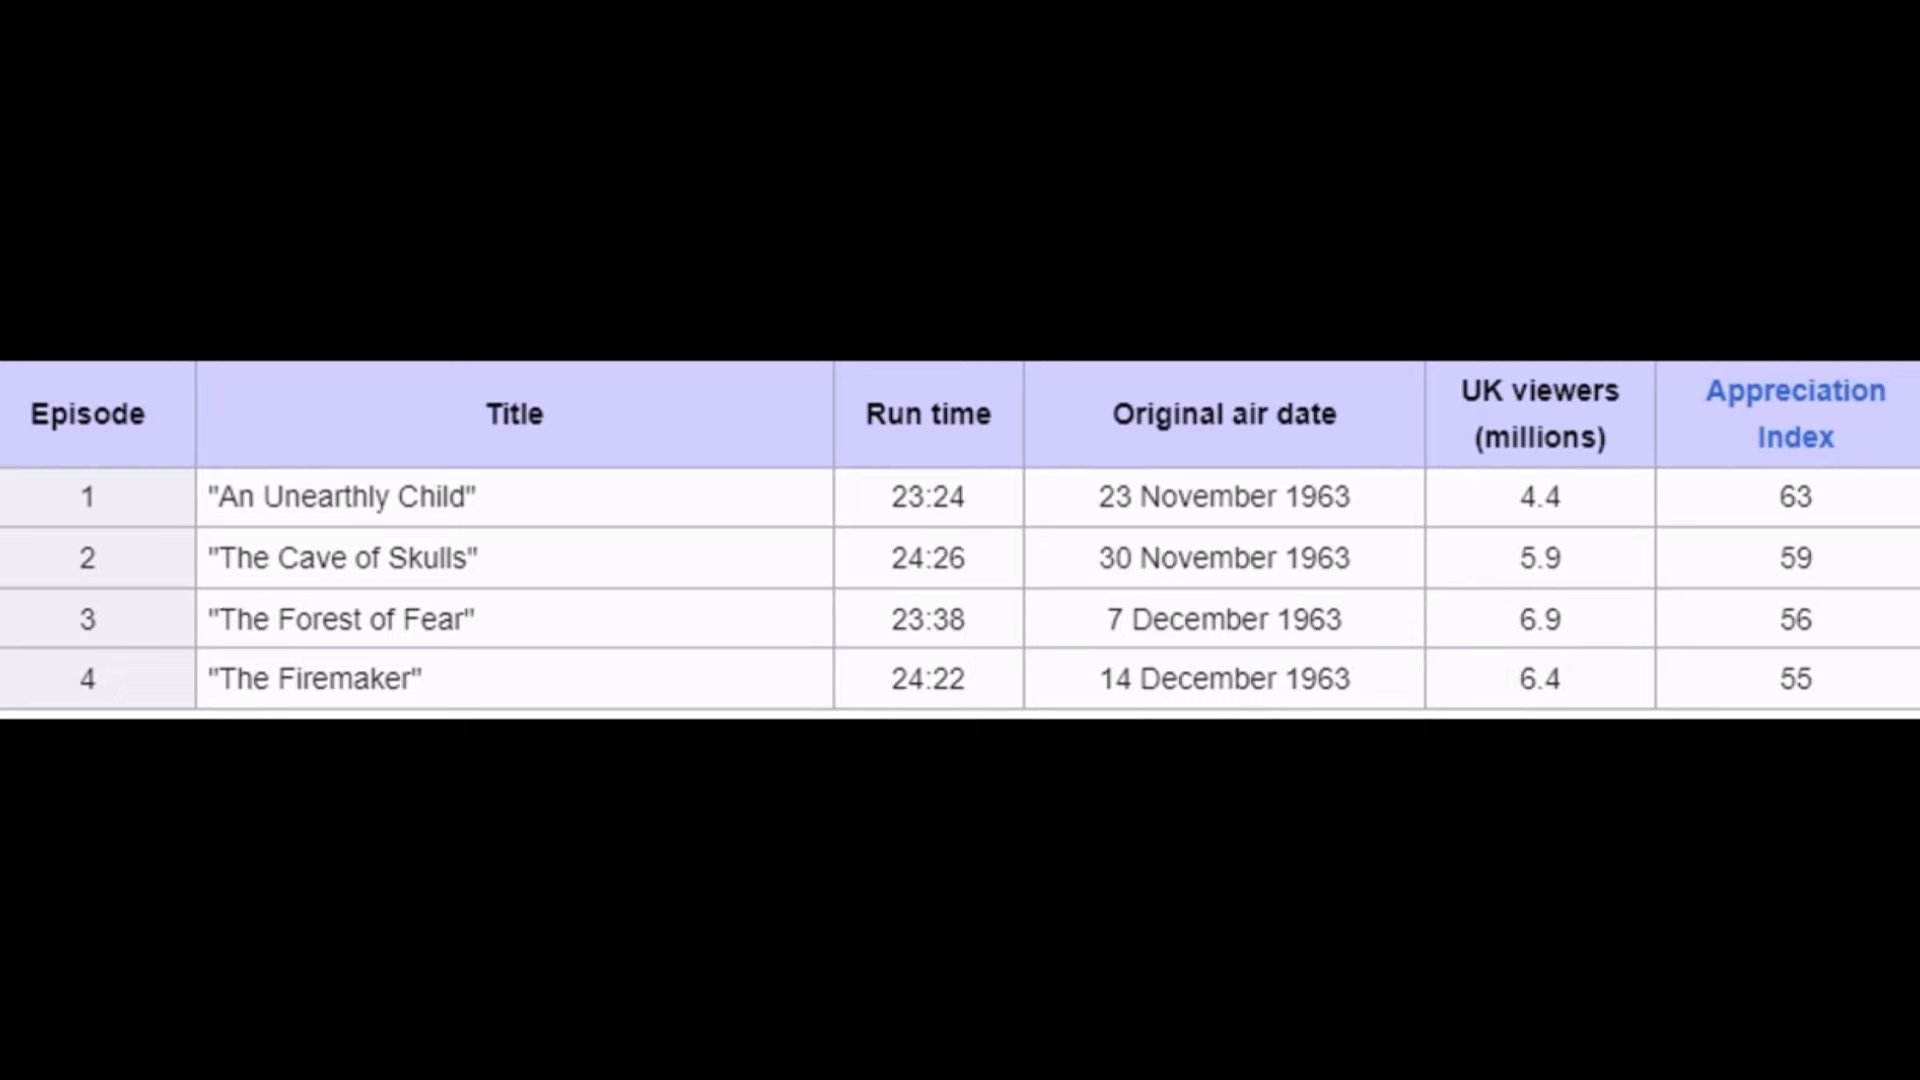 Episode Title Run time Original air date UK viewers (millions) Appreciation Index
1 "An Unearthly Child" 23:24 23 November 1963 4.4 63
2 "The Cave of Skulls" 24:26 30 November 1963 5.9 59
3 "The Forest of Fear" 23:38 7 December 1963 6.9 56
4 "The Firemaker" 24:22 14 December 1963 6.4 55